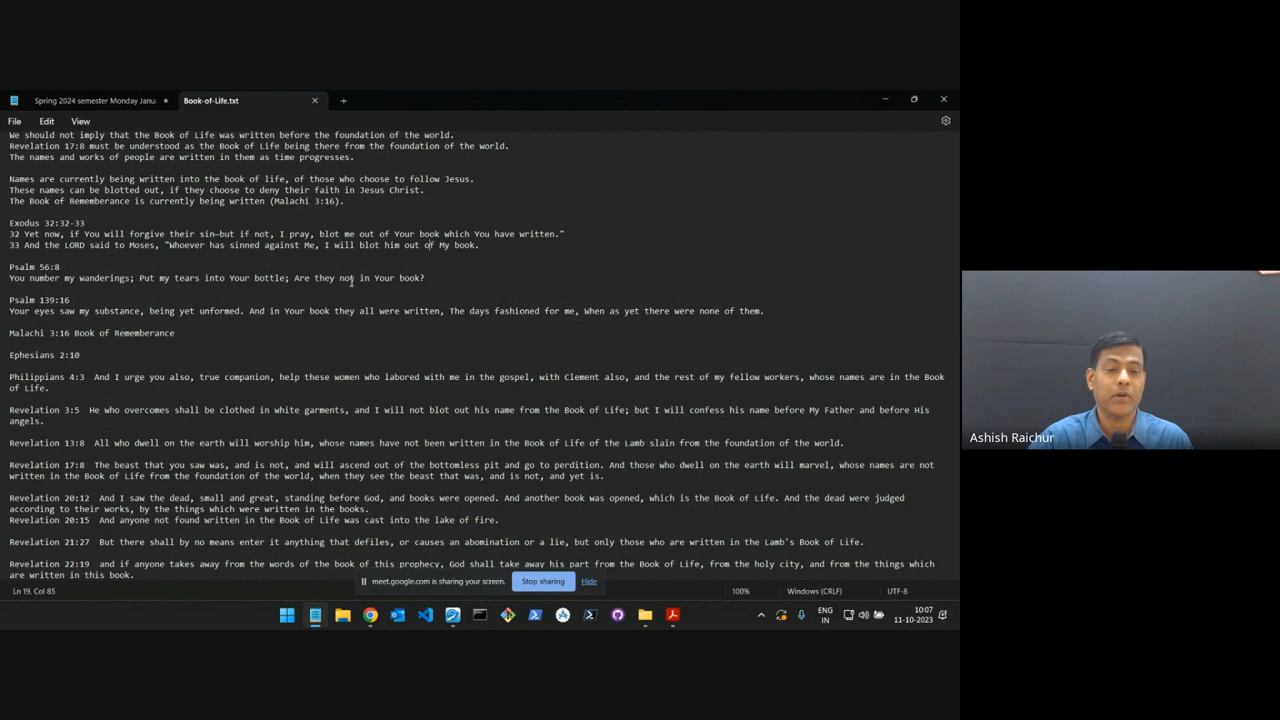 Spring 2024 semester Monday Janu
Book-of-Life.txt
File Edit View
We should not imply that the Book of Life was written before the foundation of the world.
Revelation 17:8 must be understood as the Book of Life being there from the foundation of the world.
The names and works of people are written in them as time progresses.
Names are currently being written into the book of life, of those who choose to follow Jesus.
These names can be blotted out, if they choose to deny their faith in Jesus Christ.
The Book of Rememberance is currently being written (Malachi 3:16).
Exodus 32:32-33
32 Yet now, if You will forgive their sin—but if not, I pray, blot me out of Your book which You have written."
33 And the LORD said to Moses, "Whoever has sinned against Me, I will blot him out of My book.
Psalm 56:8
You number my wanderings; Put my tears into Your bottle; Are they not in Your book?
Psalm 139:16
Your eyes saw my substance, being yet unformed. And in Your book they all were written, The days fashioned for me, When as yet there were none of them.
Malachi 3:16 Book of Rememberance
Ephesians 2:10
Philippians 4:3 And I urge you also, true companion, help these women who labored with me in the gospel, with Clement also, and the rest of my fellow workers, whose names are in the Book
of Life.
Revelation 3:5 He who overcomes shall be clothed in white garments, and I will not blot out his name from the Book of Life; but I will confess his name before My Father and before His
angels.
Revelation 13:8 All who dwell on the earth will worship him, whose names have not been written in the Book of Life of the Lamb slain from the foundation of the world.
Revelation 17:8 The beast that you saw was, and is not, and will ascend out of the bottomless pit and go to perdition. And those who dwell on the earth will marvel, whose names are not
written in the Book of Life from the foundation of the world, when they see the beast that was, and is not, and yet is.
Revelation 20:12 And I saw the dead, small and great, standing before God, and books were opened. And another book was opened, which is the Book of Life. And the dead were judged
according to their works, by the things which were written in the books.
Revelation 20:15 And anyone not found written in the Book of Life was cast into the lake of fire.
Revelation 21:27 But there shall by no means enter it anything that defiles, or causes an abomination or a lie, but only those who are written in the Lamb's Book of Life.
Revelation 22:19 and if anyone takes away from the words of the book of this prophecy, God shall take away his part from the Book of Life, from the holy city, and from the things which
are written in this book.
meet.google.com is sharing your screen. Stop sharing Hide
Ln 19, Col 85 100% Windows (CRLF) UTF-8
ENG
IN
10:07
11-10-2023
Ashish Raichur